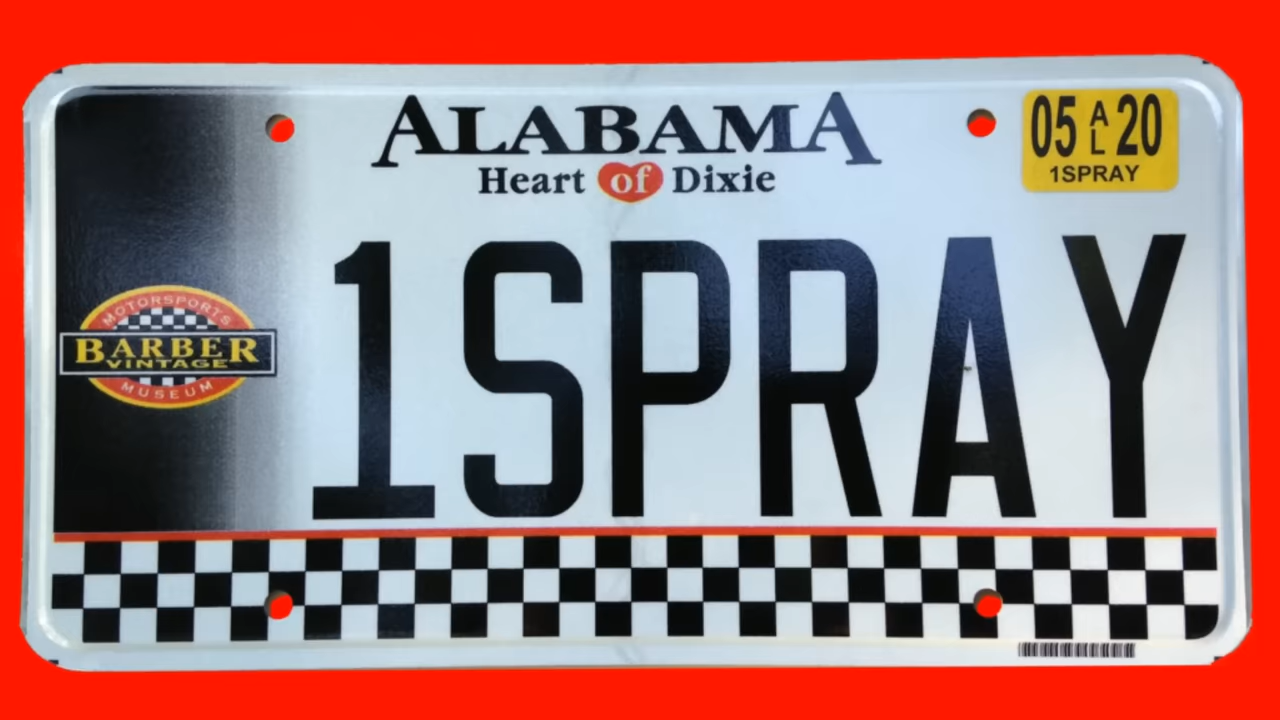 ALABAMA
Heart of Dixie
05 AL 20
1SPRAY
1SPRAY
MOTORSPORTS
BARBER
VINTAGE
MUSEUM